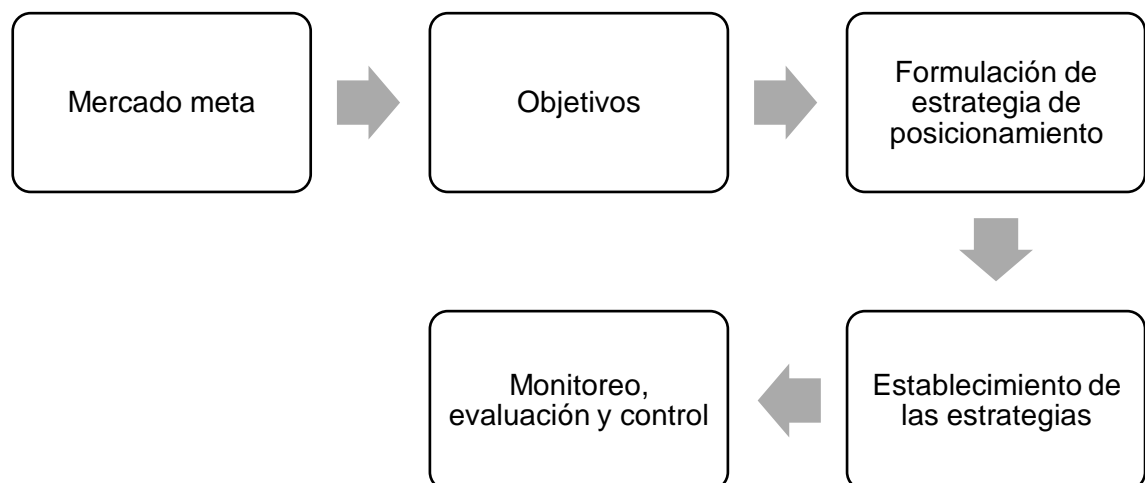 Mercado meta
Objetivos
Formulación de
estrategia de
posicionamiento
Establecimiento de
las estrategias
Monitoreo,
evaluación y control